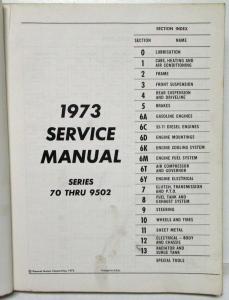 1973
SERVICE
MANUAL
SERIES
70 THRU 9502
SECTION INDEX
SECTION NAME
0 LUBRICATION
1 CARE, HEATING AND
AIR CONDITIONING
2 FRAME
3 FRONT SUSPENSION
4 REAR SUSPENSION
AND DRIVELINE
5 BRAKES
6A GASOLINE ENGINES
6C 53-71 DIESEL ENGINES
6D ENGINE MOUNTINGS
6K ENGINE COOLING SYSTEM
6M ENGINE FUEL SYSTEM
6T AIR COMPRESSOR
AND GOVERNOR
6Y ENGINE ELECTRICAL
7 CLUTCH, TRANSMISSION
AND P.T.O.
8 FUEL TANK AND
EXHAUST SYSTEM
9 STEERING
10 WHEELS AND TIRES
11 SHEET METAL
12 ELECTRICAL - BODY
AND CHASSIS
13 RADIATOR AND
SURGE TANK
SPECIAL TOOLS